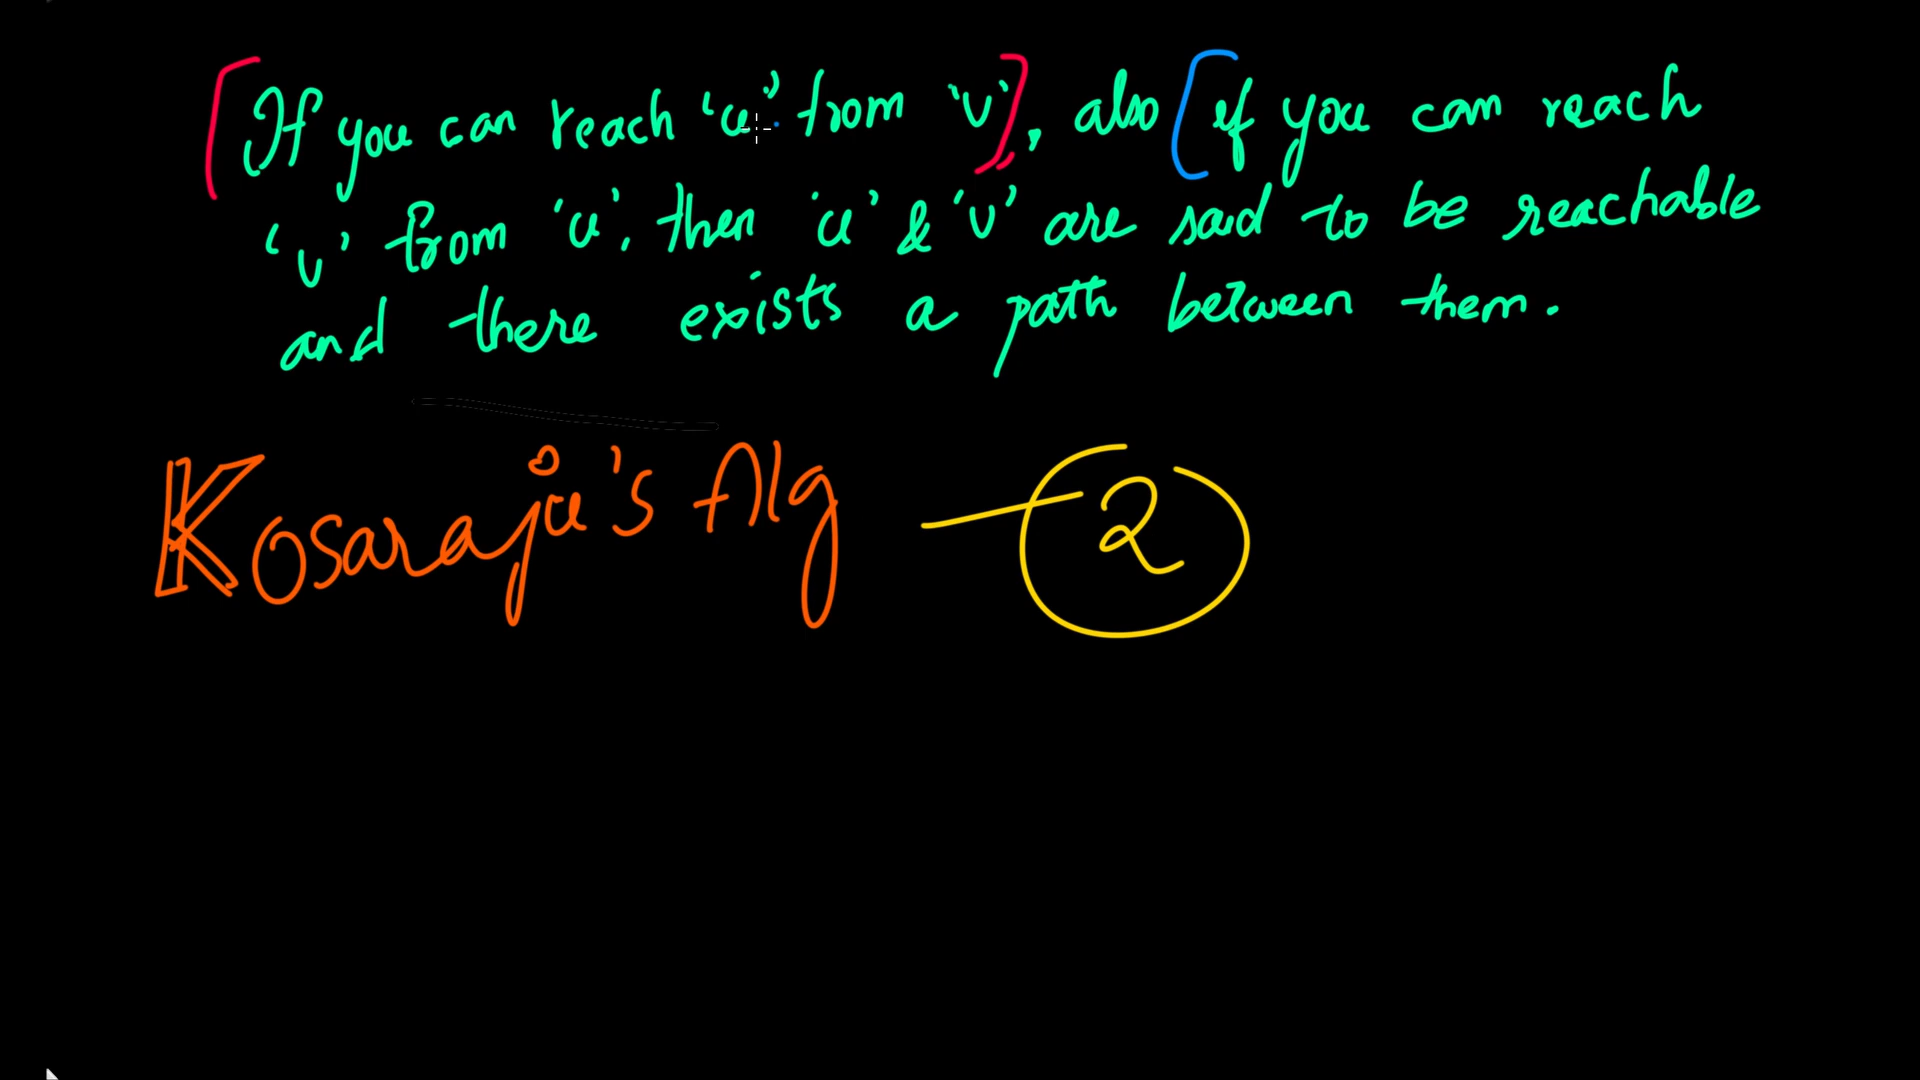 [If you can reach 'u' from 'v'], also [if you can reach
'v' from 'u', then 'u' & 'v' are said to be reachable
and there exists a path between them.
Kosaraju's Alg — 2